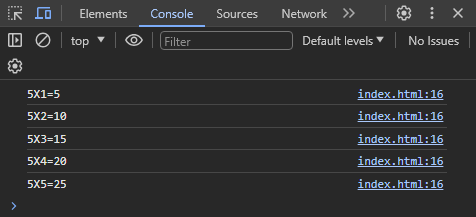 Elements Console Sources Network
top Filter Default levels No Issues
5X1=5 index.html:16
5X2=10 index.html:16
5X3=15 index.html:16
5X4=20 index.html:16
5X5=25 index.html:16